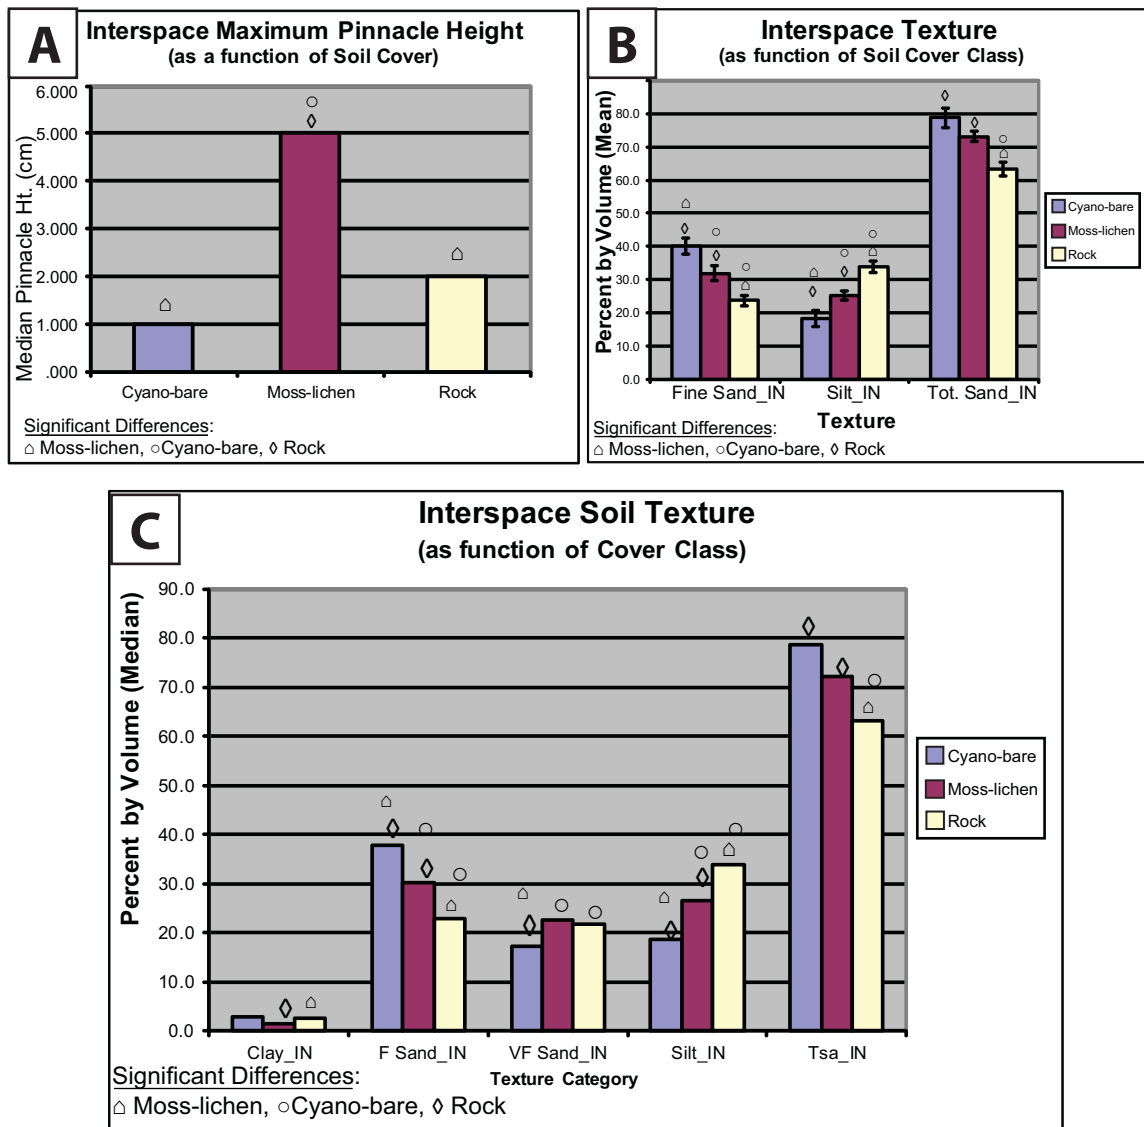 A
Interspace Maximum Pinnacle Height
(as a function of Soil Cover)
Median Pinnacle Ht. (cm)
6.000
5.000
4.000
3.000
2.000
1.000
.000
○
◊
⌂
⌂
Cyano-bare
Moss-lichen
Rock
Significant Differences:
⌂ Moss-lichen, ○Cyano-bare, ◊ Rock
B
Interspace Texture
(as function of Soil Cover Class)
Percent by Volume (Mean)
80.0
70.0
60.0
50.0
40.0
30.0
20.0
10.0
0.0
Fine Sand_IN
Silt_IN
Tot. Sand_IN
Texture
Cyano-bare
Moss-lichen
Rock
Significant Differences:
⌂ Moss-lichen, ○Cyano-bare, ◊ Rock
C
Interspace Soil Texture
(as function of Cover Class)
Percent by Volume (Median)
90.0
80.0
70.0
60.0
50.0
40.0
30.0
20.0
10.0
0.0
Clay_IN
F Sand_IN
VF Sand_IN
Silt_IN
Tsa_IN
Texture Category
Cyano-bare
Moss-lichen
Rock
Significant Differences:
⌂ Moss-lichen, ○Cyano-bare, ◊ Rock